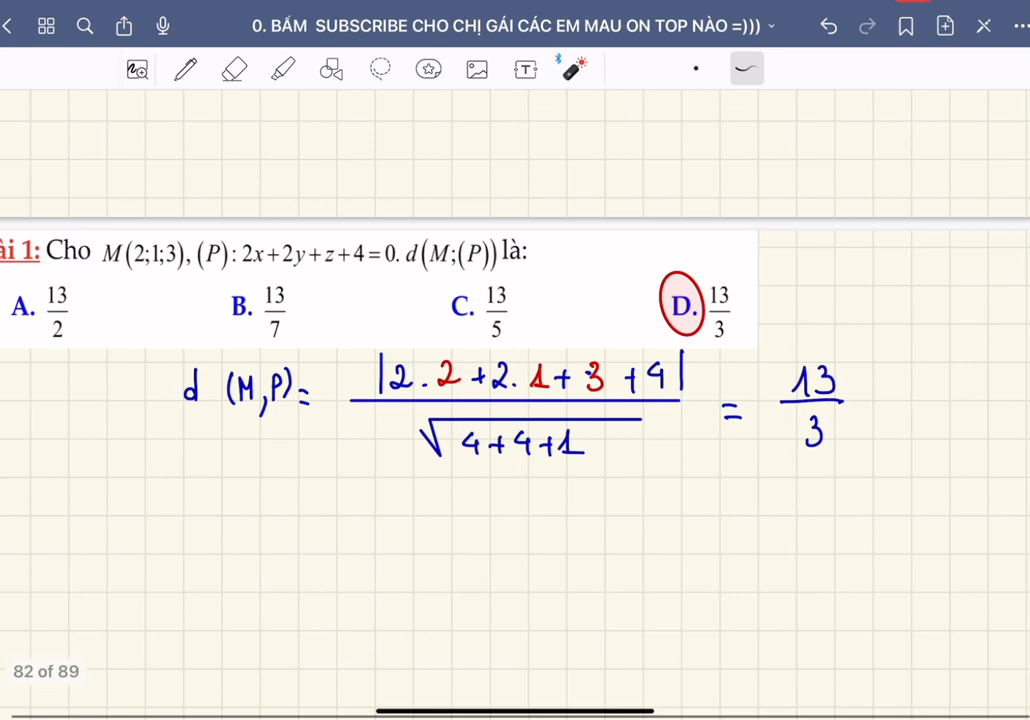 0. BẤM SUBSCRIBE CHO CHỊ GÁI CÁC EM MAU ON TOP NÀO =)))
ài 1: Cho M(2;1;3), (P): 2x+2y+z+4=0. d(M;(P)) là:
A. 13/2 B. 13/7 C. 13/5 D. 13/3
d (M,P) = |2.2+2.1+3+4| / √4+4+1 = 13/3
82 of 89